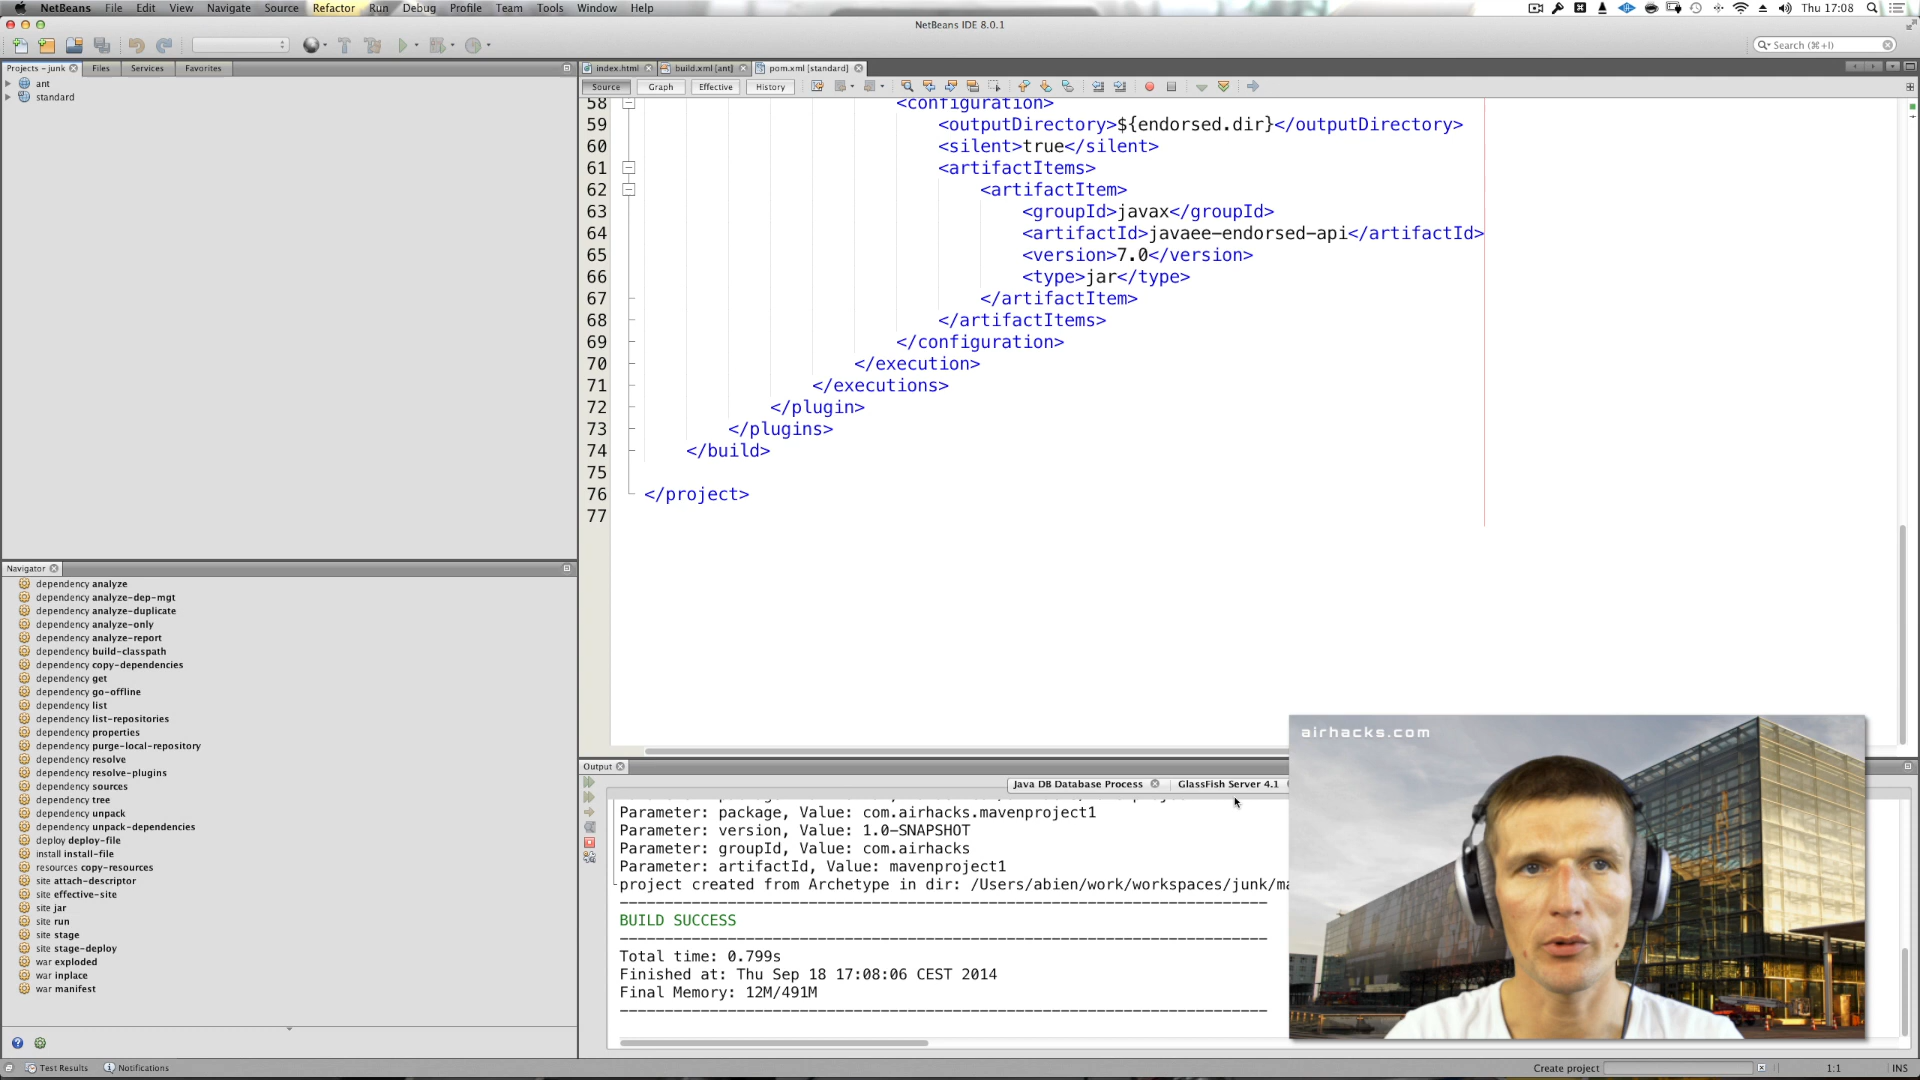 NetBeans File Edit View Navigate Source Refactor Run Debug Profile Team Tools Window Help
Thu 17:08
NetBeans IDE 8.0.1
Search (⌘+I)
Projects - junk Files Services Favorites
index.html build.xml [ant] pom.xml [standard]
Source Graph Effective History
ant
standard
58 <configuration>
59 <outputDirectory>${endorsed.dir}</outputDirectory>
60 <silent>true</silent>
61 <artifactItems>
62 <artifactItem>
63 <groupId>javax</groupId>
64 <artifactId>javaee-endorsed-api</artifactId>
65 <version>7.0</version>
66 <type>jar</type>
67 </artifactItem>
68 </artifactItems>
69 </configuration>
70 </execution>
71 </executions>
72 </plugin>
73 </plugins>
74 </build>
75
76 </project>
77
Navigator
dependency analyze
dependency analyze-dep-mgt
dependency analyze-duplicate
dependency analyze-only
dependency analyze-report
dependency build-classpath
dependency copy-dependencies
dependency get
dependency go-offline
dependency list
dependency list-repositories
dependency properties
dependency purge-local-repository
dependency resolve
dependency resolve-plugins
dependency sources
dependency tree
dependency unpack
dependency unpack-dependencies
deploy deploy-file
install install-file
resources copy-resources
site attach-descriptor
site effective-site
site jar
site run
site stage
site stage-deploy
war exploded
war inplace
war manifest
Output
Java DB Database Process GlassFish Server 4.1
Parameter: package, Value: com.airhacks.mavenproject1
Parameter: version, Value: 1.0-SNAPSHOT
Parameter: groupId, Value: com.airhacks
Parameter: artifactId, Value: mavenproject1
project created from Archetype in dir: /Users/abien/work/workspaces/junk/ma
------------------------------------------------------------------------
BUILD SUCCESS
------------------------------------------------------------------------
Total time: 0.799s
Finished at: Thu Sep 18 17:08:06 CEST 2014
Final Memory: 12M/491M
------------------------------------------------------------------------
airhacks.com
Test Results Notifications
Create project
1:1 INS